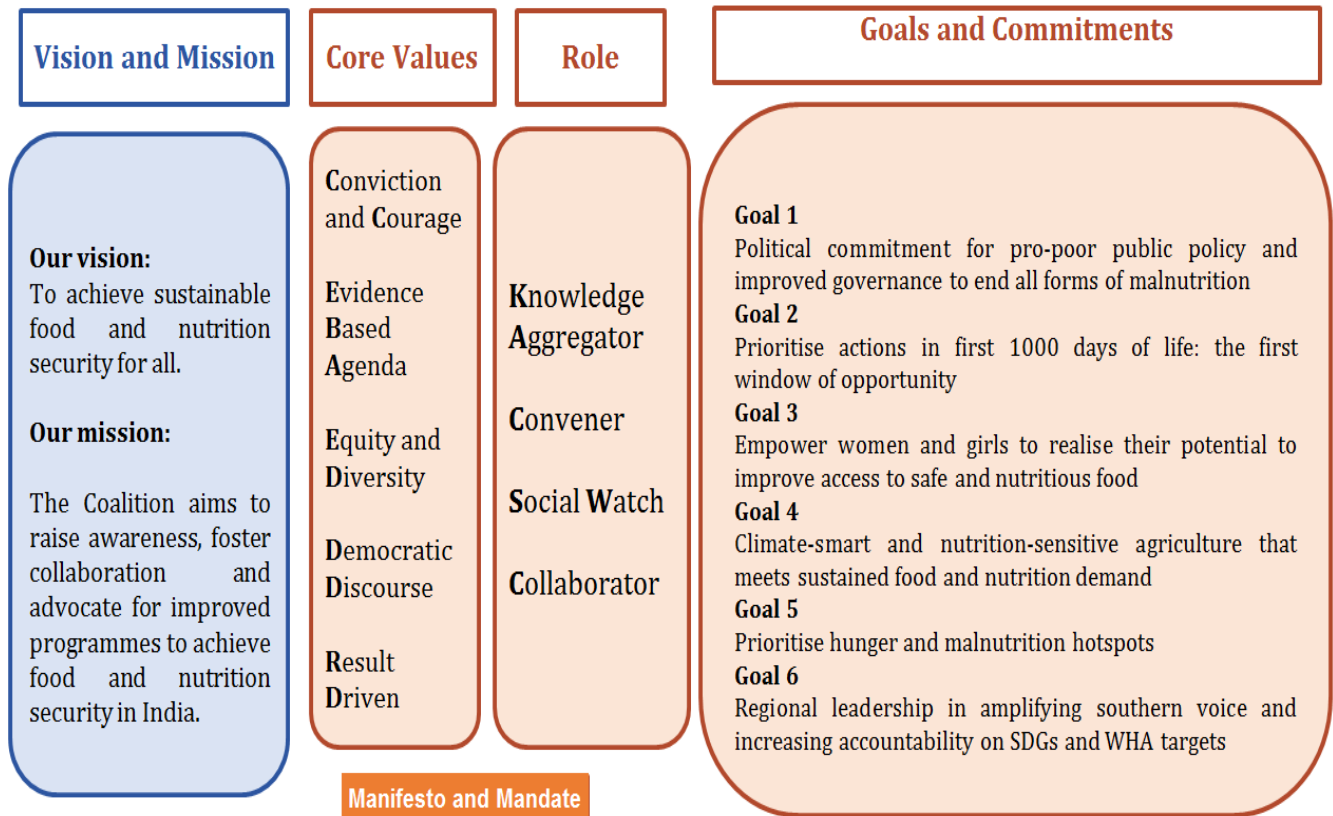 Vision and Mission
Our vision:
To achieve sustainable
food and nutrition
security for all.
Our mission:
The Coalition aims to
raise awareness, foster
collaboration and
advocate for improved
programmes to achieve
food and nutrition
security in India.
Core Values
Conviction
and Courage
Evidence
Based
Agenda
Equity and
Diversity
Democratic
Discourse
Result
Driven
Role
Knowledge
Aggregator
Convener
Social Watch
Collaborator
Goals and Commitments
Goal 1
Political commitment for pro-poor public policy and
improved governance to end all forms of malnutrition
Goal 2
Prioritise actions in first 1000 days of life: the first
window of opportunity
Goal 3
Empower women and girls to realise their potential to
improve access to safe and nutritious food
Goal 4
Climate-smart and nutrition-sensitive agriculture that
meets sustained food and nutrition demand
Goal 5
Prioritise hunger and malnutrition hotspots
Goal 6
Regional leadership in amplifying southern voice and
increasing accountability on SDGs and WHA targets
Manifesto and Mandate